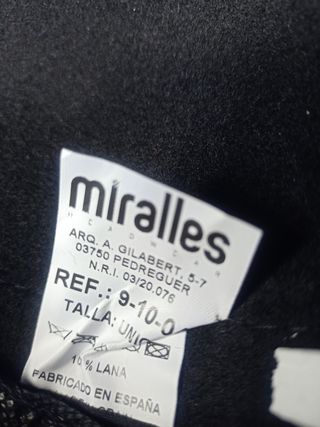 miralles
HEADWEAR
ARQ. A. GILABERT, 5-7
03750 PEDREGUER
N.R.I. 03/20.076
REF.: 9-10-0
TALLA: UNI
% LANA
FABRICADO EN ESPAÑA